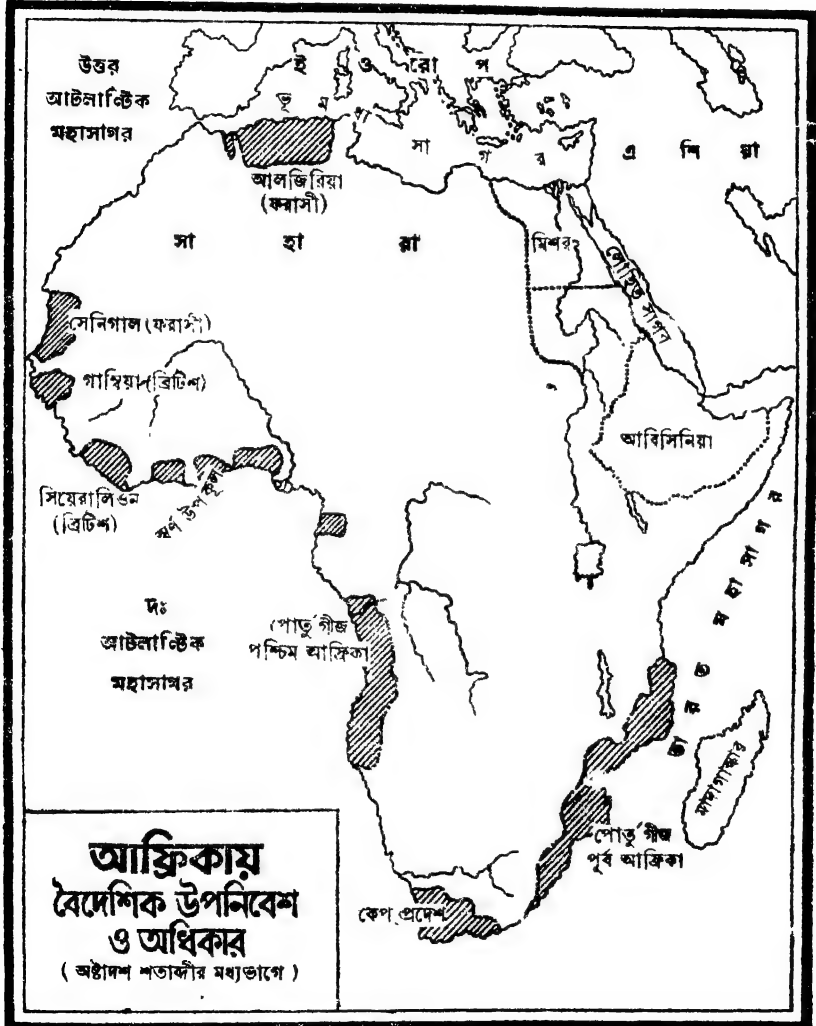 উত্তর
আটলাণ্টিক
মহাসাগর
ই ও রো প
ভূ ম ধ্য সা গ র
এ শি য়া
আলজিরিয়া
(ফরাসী)
সা হা রা
মিশর
লোহিত সাগর
সেনিগাল (ফরাসী)
গাম্বিয়া (ব্রিটিশ)
আবিসিনিয়া
সিয়েরালিওন
(ব্রিটিশ)
স্বর্ণ উপকূল
দঃ
আটলাণ্টিক
মহাসাগর
পোর্তুগীজ
পশ্চিম আফ্রিকা
ভা র ত ম হা সা গ র
মাদাগাস্কার
পোর্তুগীজ
পূর্ব আফ্রিকা
কেপ প্রদেশ
আফ্রিকায়
বৈদেশিক উপনিবেশ
ও অধিকার
( অষ্টাদশ শতাব্দীর মধ্যভাগে )